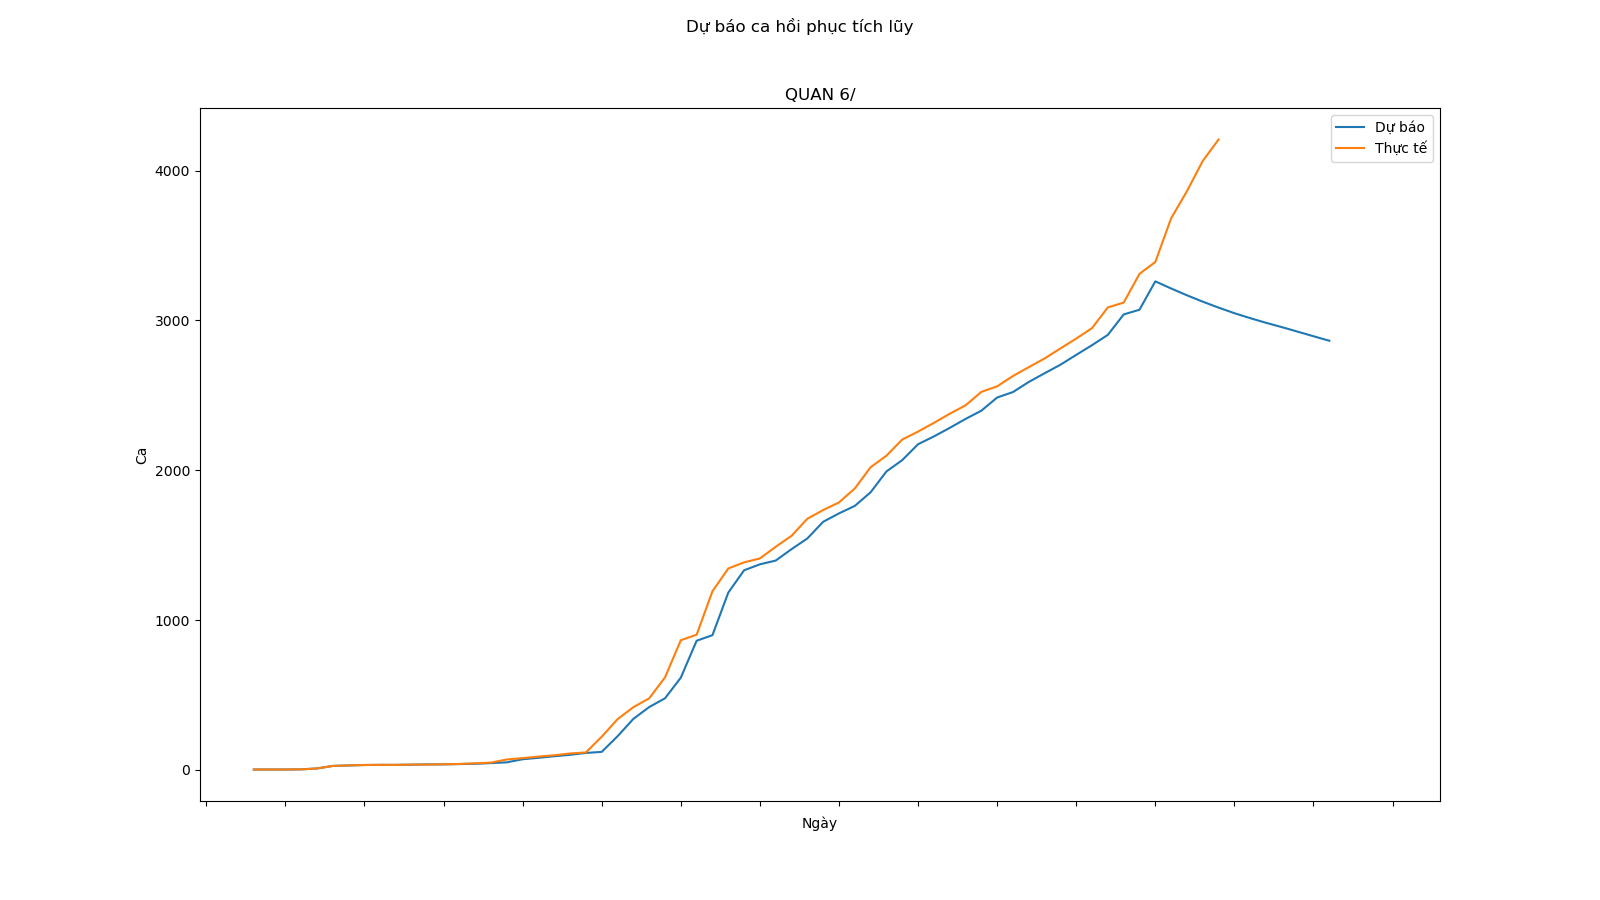 Dự báo ca hồi phục tích lũy
QUAN 6/
Dự báo
Thực tế
4000
3000
2000
1000
0
Ca
Ngày